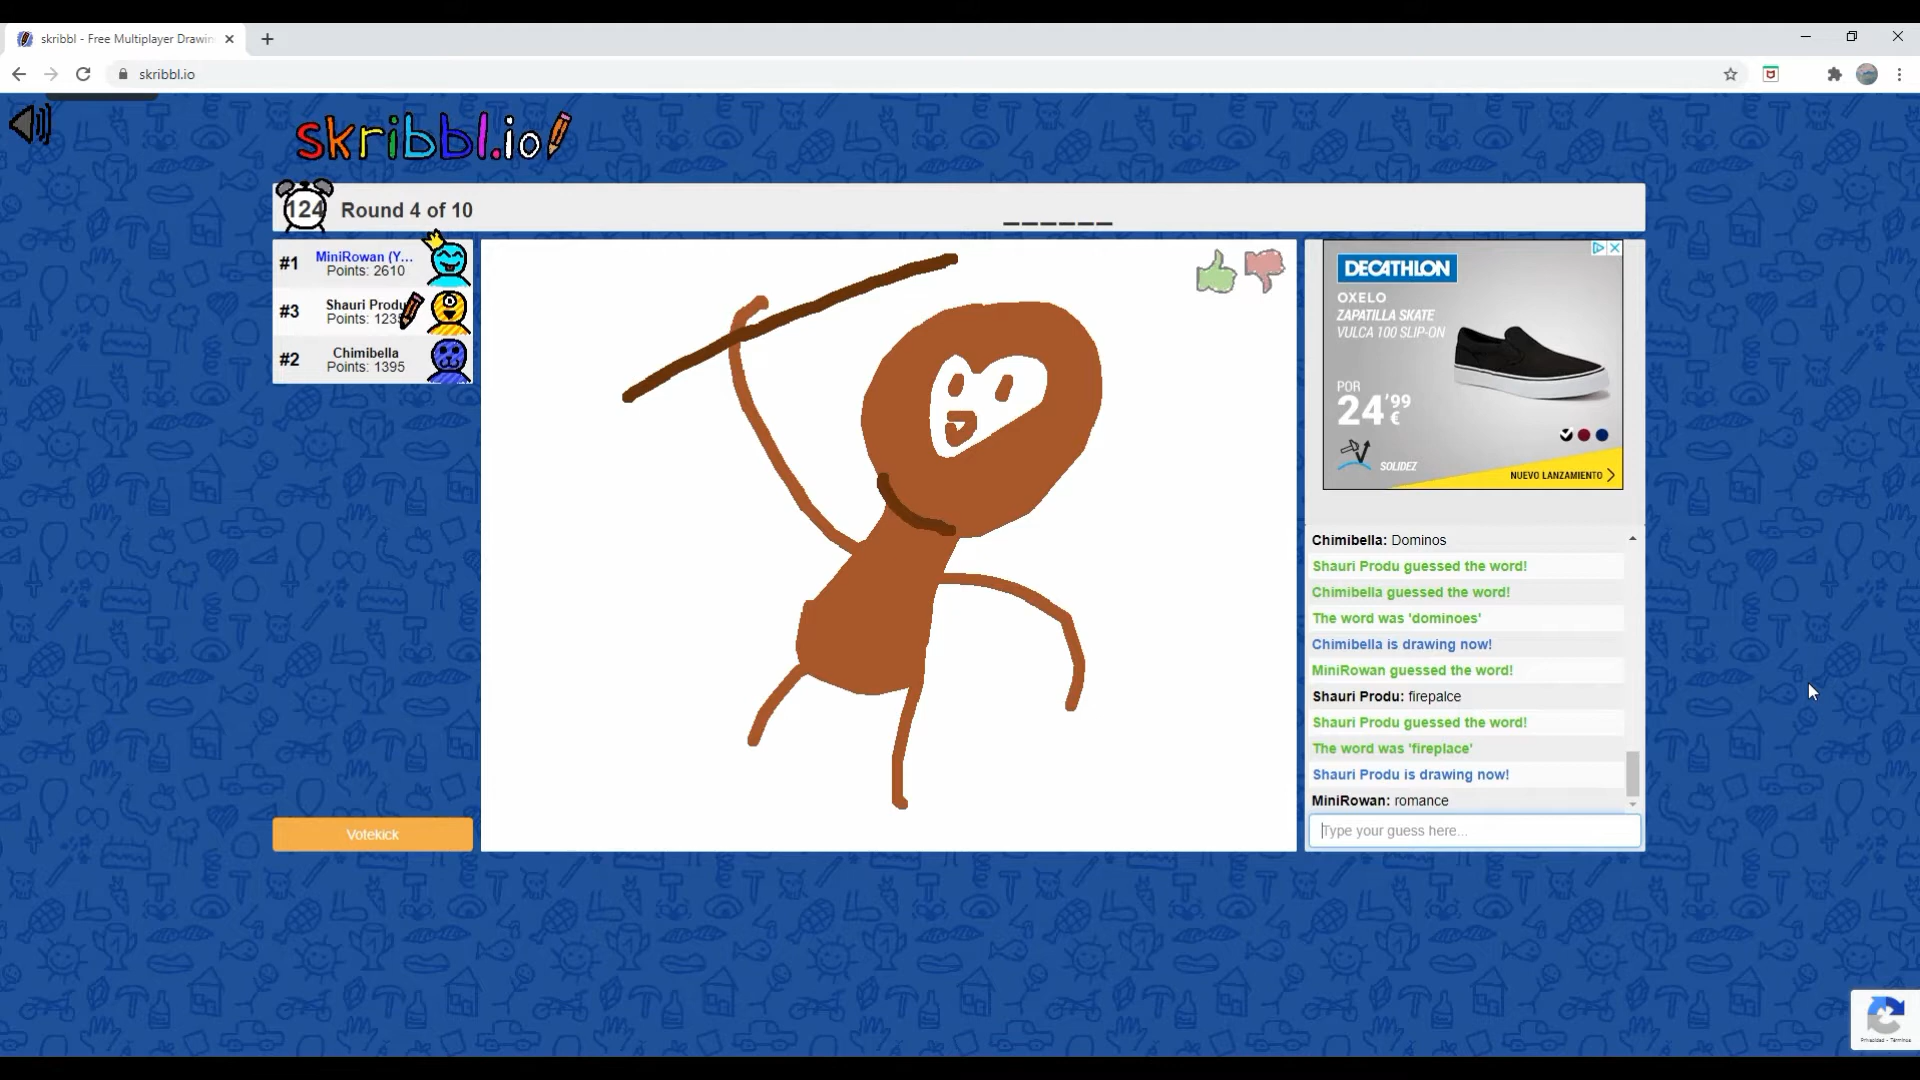 skribbl - Free Multiplayer Drawin
skribbl.io
skribbl.io
124
Round 4 of 10
______
#1
MiniRowan (Y...
Points: 2610
#3
Shauri Produ
Points: 1235
#2
Chimibella
Points: 1395
Votekick
DECATHLON
OXELO
ZAPATILLA SKATE
VULCA 100 SLIP-ON
POR
24'99
€
SOLIDEZ
NUEVO LANZAMIENTO
Chimibella: Dominos
Shauri Produ guessed the word!
Chimibella guessed the word!
The word was 'dominoes'
Chimibella is drawing now!
MiniRowan guessed the word!
Shauri Produ: firepalce
Shauri Produ guessed the word!
The word was 'fireplace'
Shauri Produ is drawing now!
MiniRowan: romance
Type your guess here...
Privacidad - Términos